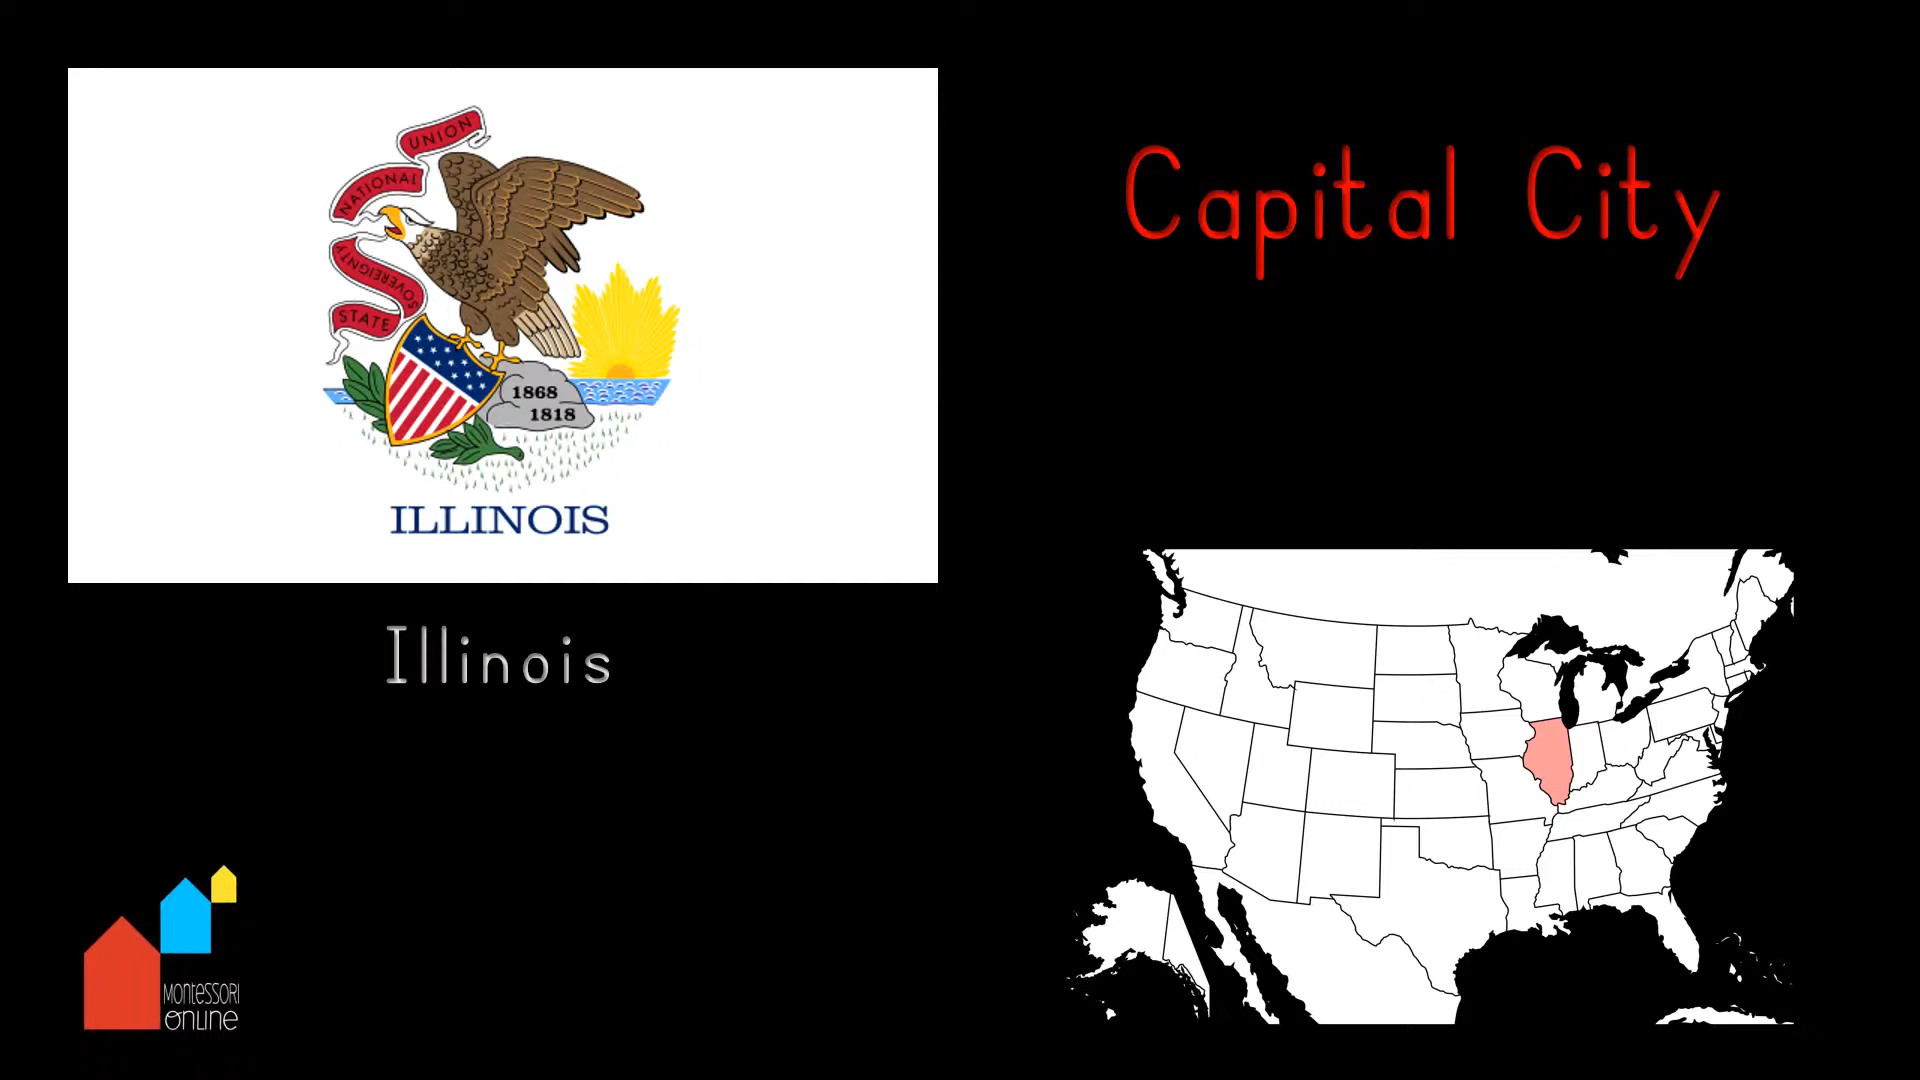 UNION
NATIONAL
SOVEREIGNTY
STATE
1868
1818
ILLINOIS
Illinois
Capital City
MONTESSORI
ONLINE